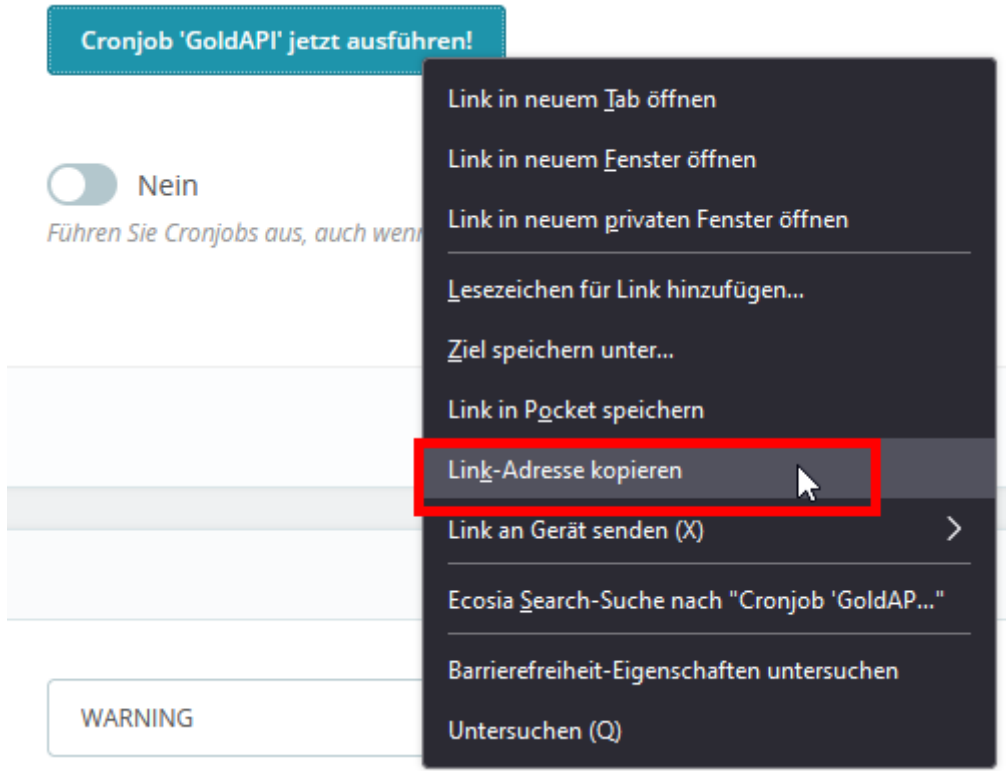 Cronjob 'GoldAPI' jetzt ausführen!
Link in neuem Tab öffnen
Link in neuem Fenster öffnen
Nein
Link in neuem privaten Fenster öffnen
Führen Sie Cronjobs aus, auch
Lesezeichen für Link hinzufügen...
Ziel speichern unter...
Link in Pocket speichern
Link-Adresse kopieren
Link an Gerät senden (X)
Ecosia Search-Suche nach "Cronjob 'GoldAP..."
Barrierefreiheit-Eigenschaften untersuchen
WARNING
Untersuchen (Q)